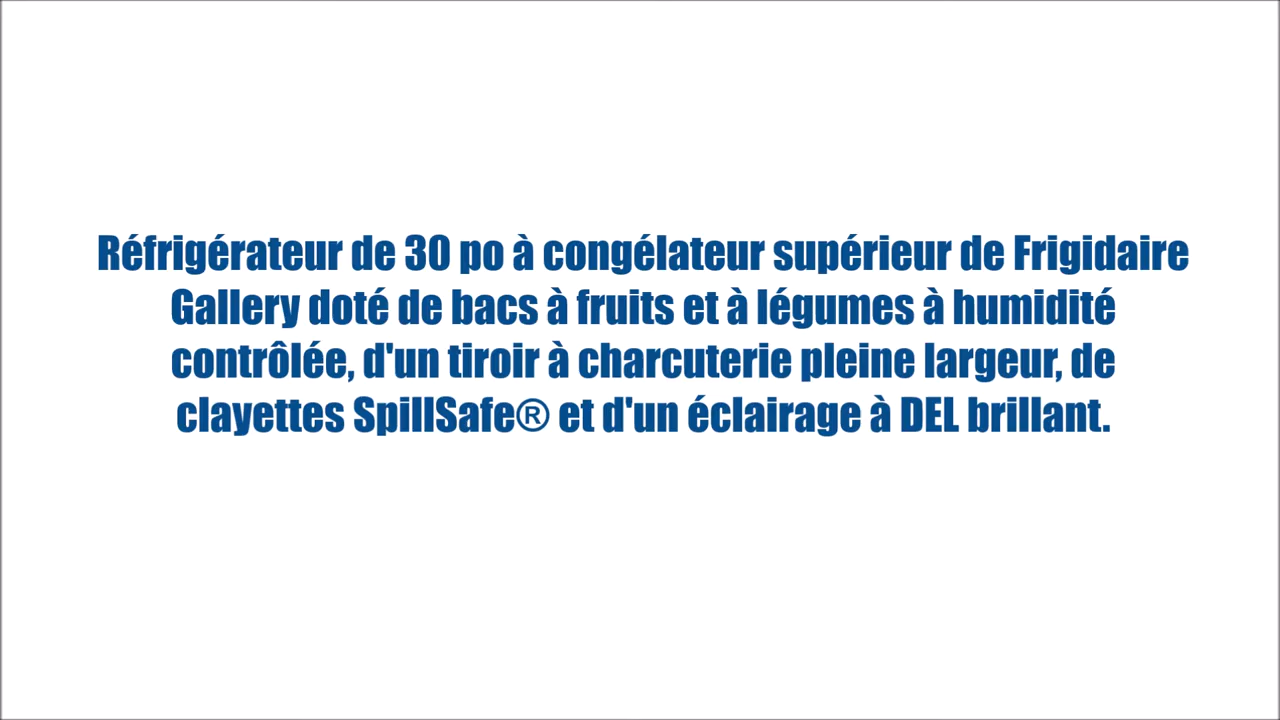 Réfrigérateur de 30 po à congélateur supérieur de Frigidaire
Gallery doté de bacs à fruits et à légumes à humidité
contrôlée, d'un tiroir à charcuterie pleine largeur, de
clayettes SpillSafe® et d'un éclairage à DEL brillant.